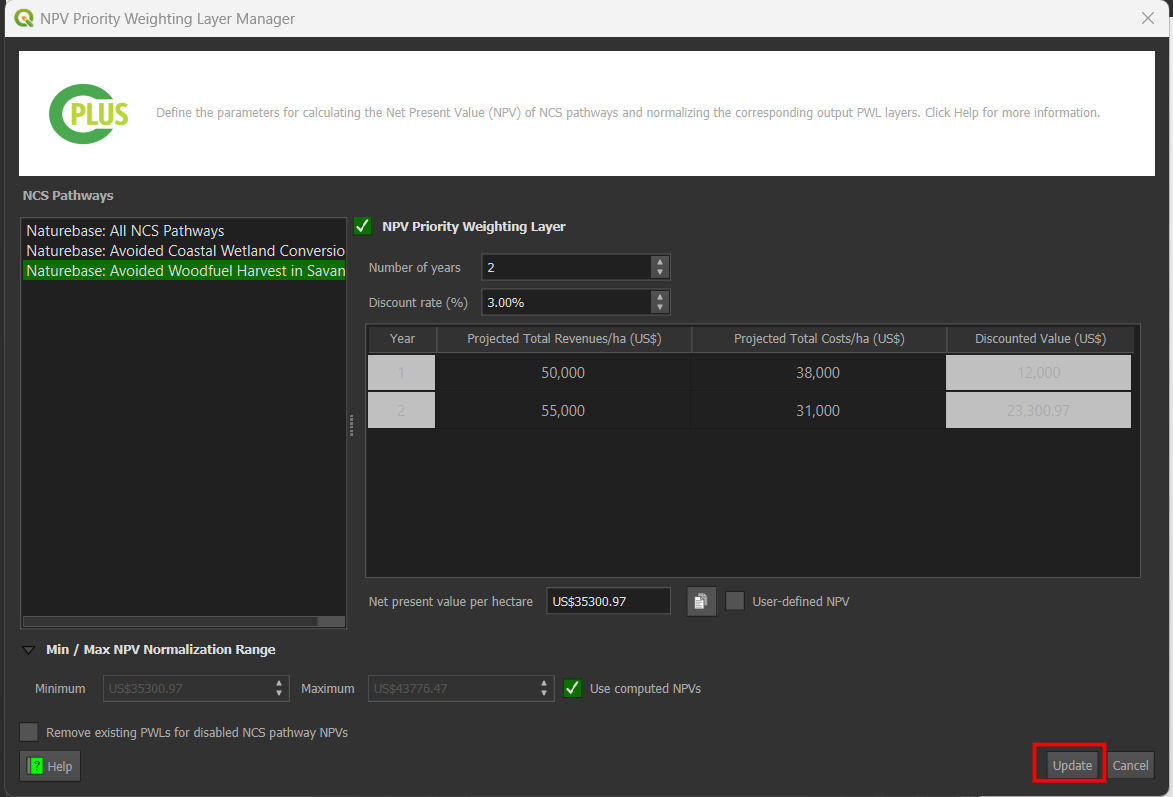 NPV Priority Weighting Layer Manager
PLUS
Define the parameters for calculating the Net Present Value (NPV) of NCS pathways and normalizing the corresponding output PWL layers. Click Help for more information.
NCS Pathways
Naturebase: All NCS Pathways
Naturebase: Avoided Coastal Wetland Conversio
Naturebase: Avoided Woodfuel Harvest in Savan
NPV Priority Weighting Layer
Number of years 2
Discount rate (%) 3.00%
Year Projected Total Revenues/ha (US$) Projected Total Costs/ha (US$) Discounted Value (US$)
1 50,000 38,000 12,000
2 55,000 31,000 23,300.97
Net present value per hectare US$35300.97 User-defined NPV
Min / Max NPV Normalization Range
Minimum US$35300.97 Maximum US$43776.47 Use computed NPVs
Remove existing PWLs for disabled NCS pathway NPVs
? Help Update Cancel